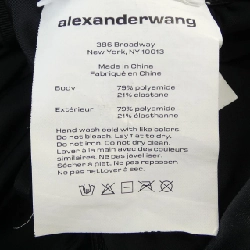 alexanderwang
386 Broadway
New York, NY 10013
Made in China
Fabriqué en Chine
Body 79% polyamide
21% elastane
Extérieur 79% polyamide
21% élasthanne
Hand wash cold with like colors.
Do not bleach. Lay flat to dry.
Do not iron. Do not dry clean.
Laver à la main avec des couleurs
similaires. Ne pas javeliser.
Sécher à plat. Ne pas repasser.
Ne pas nettoyer à sec.